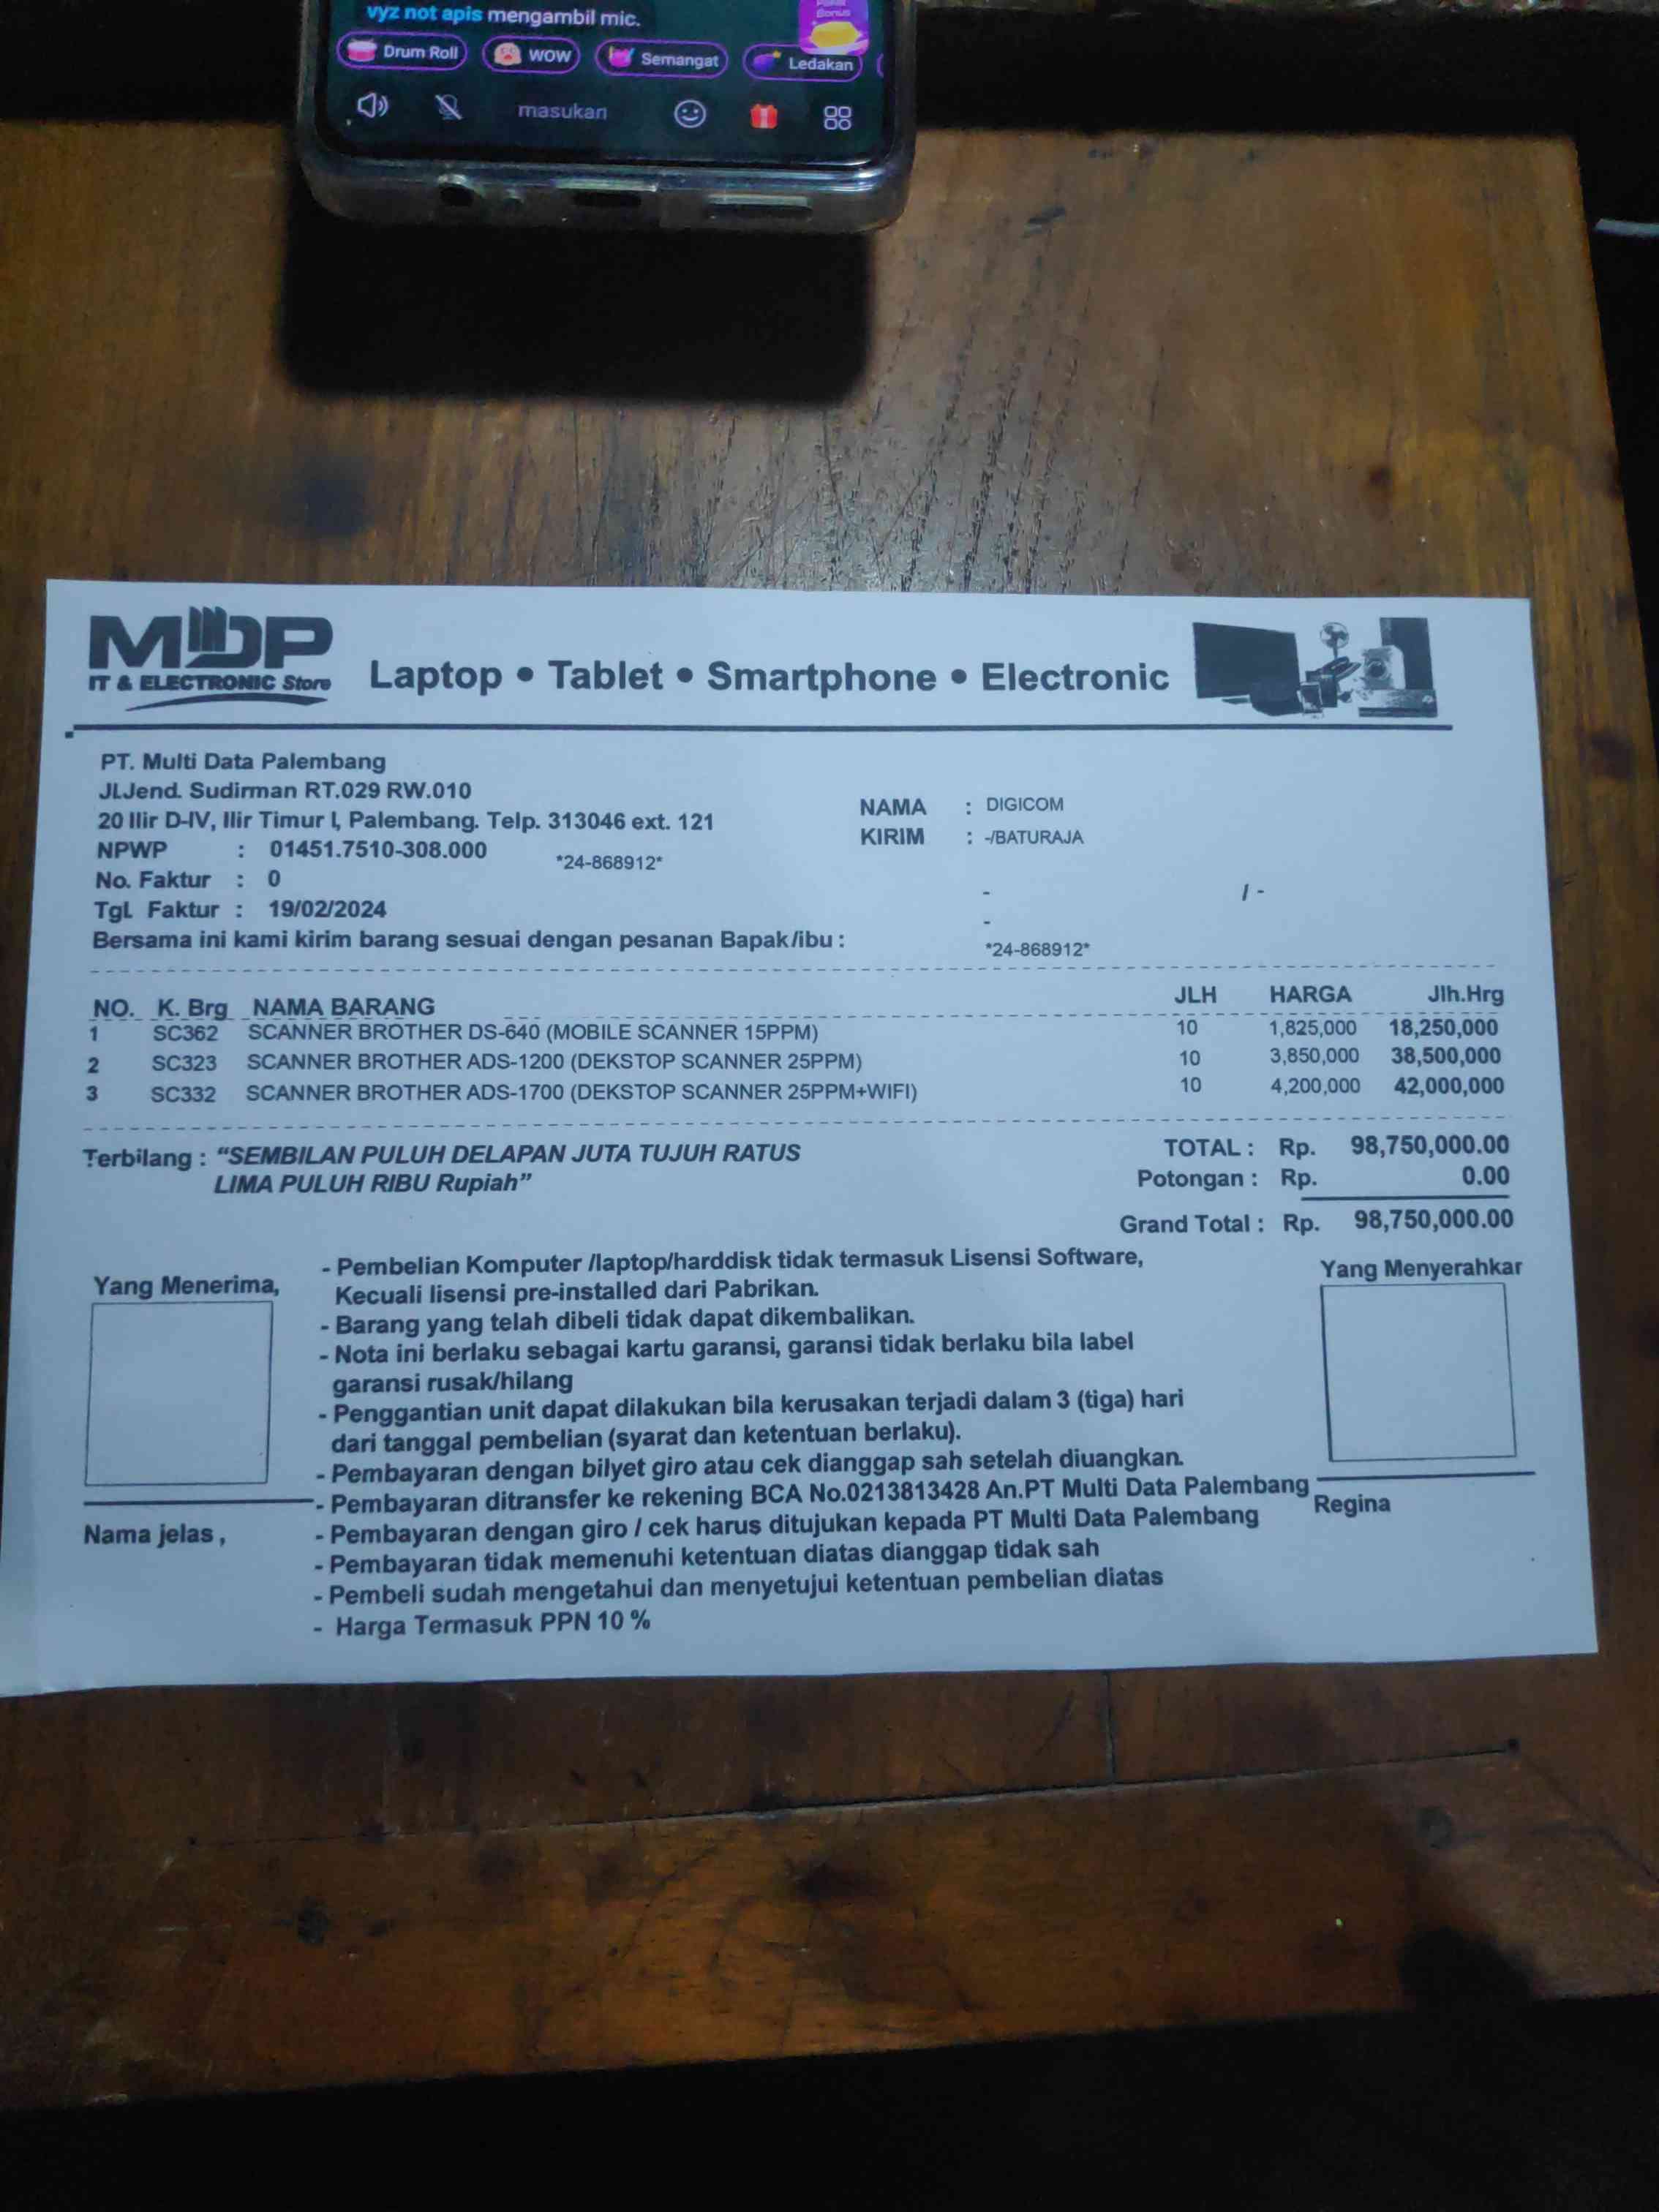 vyz not apis mengambil mic.
Bonus
Drum Roll WOW Semangat Ledakan
masukan
MDP
IT & ELECTRONIC Store
Laptop • Tablet • Smartphone • Electronic
PT. Multi Data Palembang
Jl.Jend. Sudirman RT.029 RW.010
20 Ilir D-IV, Ilir Timur I, Palembang. Telp. 313046 ext. 121
NPWP : 01451.7510-308.000
*24-868912*
No. Faktur : 0
Tgl. Faktur : 19/02/2024
Bersama ini kami kirim barang sesuai dengan pesanan Bapak/ibu :
NAMA : DIGICOM
KIRIM : -/BATURAJA
- / -
-
*24-868912*
NO. K. Brg NAMA BARANG JLH HARGA Jlh.Hrg
1 SC362 SCANNER BROTHER DS-640 (MOBILE SCANNER 15PPM) 10 1,825,000 18,250,000
2 SC323 SCANNER BROTHER ADS-1200 (DEKSTOP SCANNER 25PPM) 10 3,850,000 38,500,000
3 SC332 SCANNER BROTHER ADS-1700 (DEKSTOP SCANNER 25PPM+WIFI) 10 4,200,000 42,000,000
Terbilang : “SEMBILAN PULUH DELAPAN JUTA TUJUH RATUS
LIMA PULUH RIBU Rupiah”
TOTAL : Rp. 98,750,000.00
Potongan : Rp. 0.00
Grand Total : Rp. 98,750,000.00
Yang Menerima,
Nama jelas ,
- Pembelian Komputer /laptop/harddisk tidak termasuk Lisensi Software,
Kecuali lisensi pre-installed dari Pabrikan.
- Barang yang telah dibeli tidak dapat dikembalikan.
- Nota ini berlaku sebagai kartu garansi, garansi tidak berlaku bila label
garansi rusak/hilang
- Penggantian unit dapat dilakukan bila kerusakan terjadi dalam 3 (tiga) hari
dari tanggal pembelian (syarat dan ketentuan berlaku).
- Pembayaran dengan bilyet giro atau cek dianggap sah setelah diuangkan.
- Pembayaran ditransfer ke rekening BCA No.0213813428 An.PT Multi Data Palembang
- Pembayaran dengan giro / cek harus ditujukan kepada PT Multi Data Palembang
- Pembayaran tidak memenuhi ketentuan diatas dianggap tidak sah
- Pembeli sudah mengetahui dan menyetujui ketentuan pembelian diatas
- Harga Termasuk PPN 10 %
Yang Menyerahkar
Regina